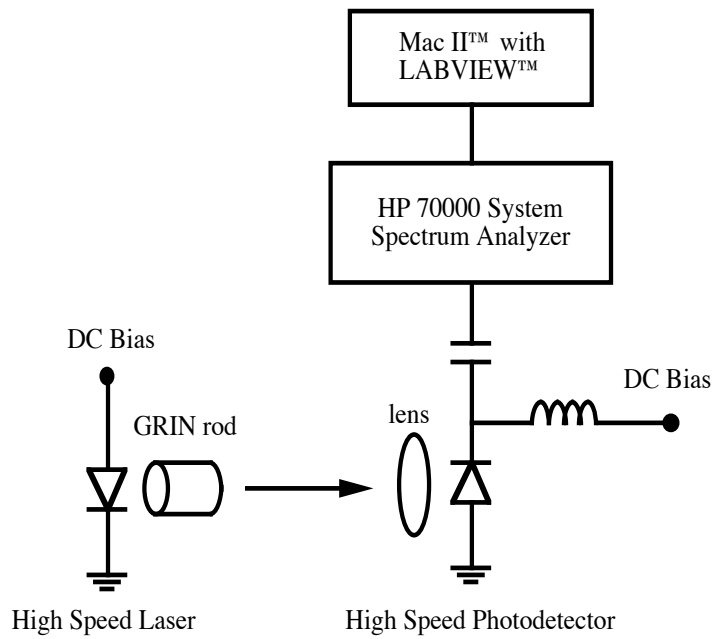 Mac II™ with
LABVIEW™
HP 70000 System
Spectrum Analyzer
DC Bias
DC Bias
GRIN rod
lens
High Speed Laser
High Speed Photodetector